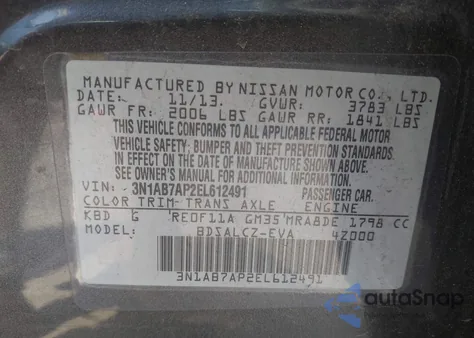 MANUFACTURED BY NISSAN MOTOR CO., LTD.
DATE: 11/13. GVWR: 3783 LBS
GAWR FR: 2006 LBS GAWR RR: 1841 LBS
THIS VEHICLE CONFORMS TO ALL APPLICABLE FEDERAL MOTOR
VEHICLE SAFETY, BUMPER AND THEFT PREVENTION STANDARDS
IN EFFECT ON THE DATE OF MANUFACTURE SHOWN ABOVE.
SEE OWNER'S MANUAL FOR ADDITIONAL INFORMATION.
VIN: 3N1AB7AP2EL612491 PASSENGER CAR.
COLOR TRIM-TRANS AXLE ENGINE
KBD G RE0F11A GM35 MRA8DE 1798 CC
MODEL: BDSALCZ-EVA 4Z000
3N1AB7AP2EL612491
autoSnap